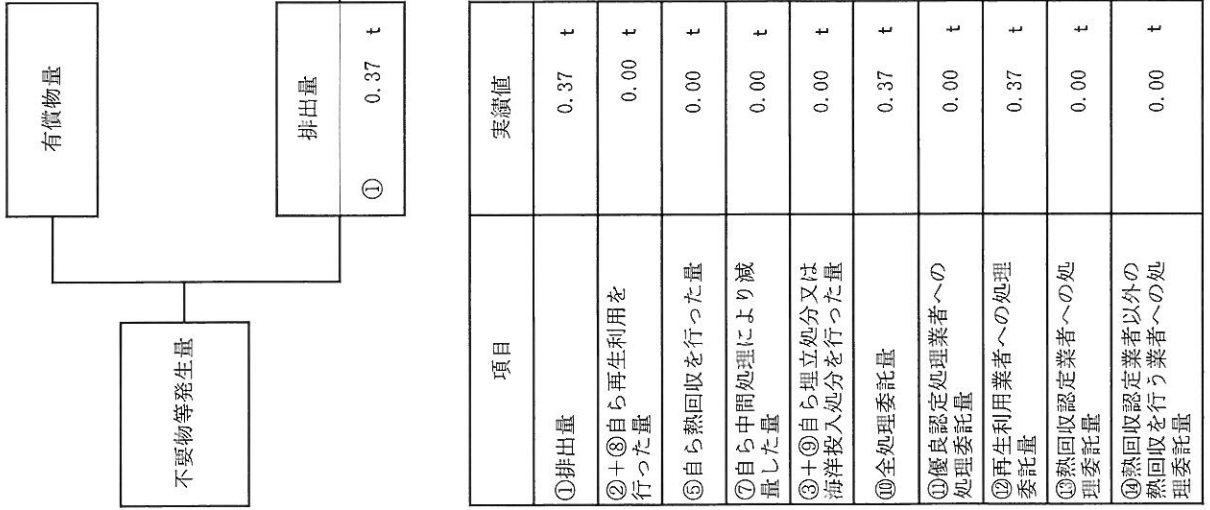 有償物量
不要物等発生量
排出量
① 0.37 t
項目 実績値
①排出量 0.37 t
②+⑧自ら再生利用を
行った量 0.00 t
⑤自ら熱回収を行った量 0.00 t
⑦自ら中間処理により減
量した量 0.00 t
③+⑨自ら埋立処分又は
海洋投入処分を行った量 0.00 t
⑩全処理委託量 0.37 t
⑪優良認定処理業者への
処理委託量 0.00 t
⑫再生利用業者への処理
委託量 0.37 t
⑬熱回収認定業者への処
理委託量 0.00 t
⑭熱回収認定業者以外の
熱回収を行う業者への処
理委託量 0.00 t